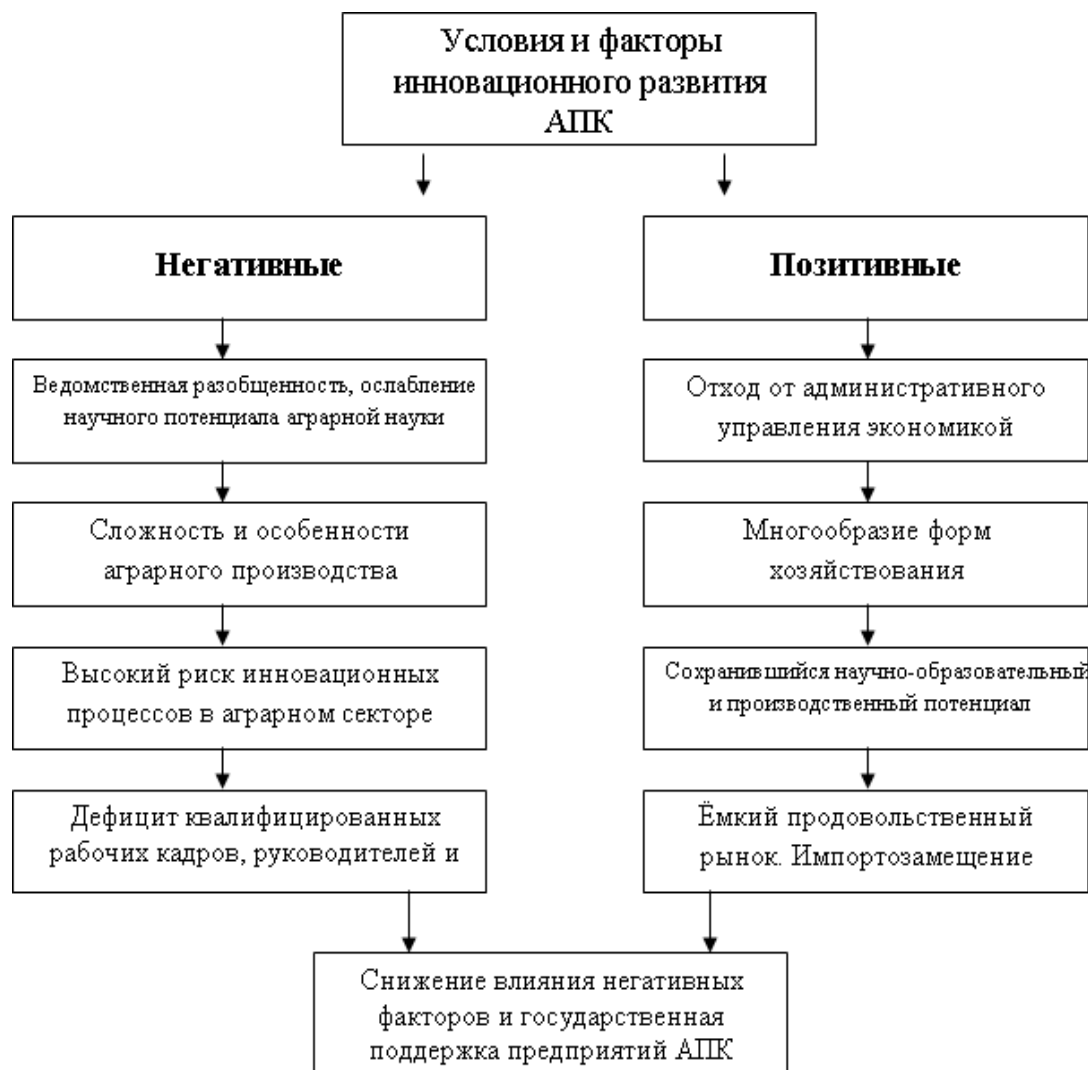 Условия и факторы
инновационного развития
АПК
Негативные
Ведомственная разобщенность, ослабление
научного потенциала аграрной науки
Сложность и особенности
аграрного производства
Высокий риск инновационных
процессов в аграрном секторе
Дефицит квалифицированных
рабочих кадров, руководителей и
Позитивные
Отход от административного
управления экономикой
Многообразие форм
хозяйствования
Сохранившийся научно-образовательный
и производственный потенциал
Ёмкий продовольственный
рынок. Импортозамещение
Снижение влияния негативных
факторов и государственная
поддержка предприятий АПК